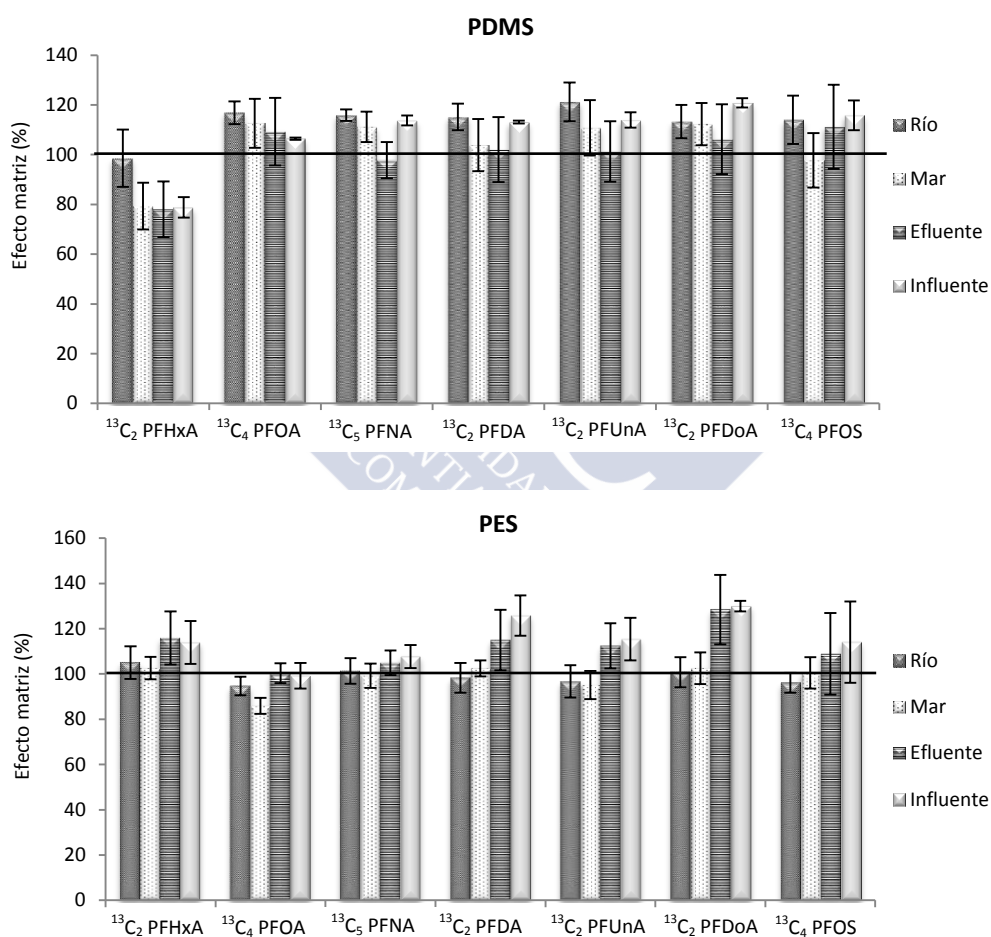 PDMS
Efecto matriz (%)
140
120
100
80
60
40
20
0
¹³C₂ PFHxA
¹³C₄ PFOA
¹³C₅ PFNA
¹³C₂ PFDA
¹³C₂ PFUnA
¹³C₂ PFDoA
¹³C₄ PFOS
Río
Mar
Efluente
Influente
PES
Efecto matriz (%)
160
140
120
100
80
60
40
20
0
¹³C₂ PFHxA
¹³C₄ PFOA
¹³C₅ PFNA
¹³C₂ PFDA
¹³C₂ PFUnA
¹³C₂ PFDoA
¹³C₄ PFOS
Río
Mar
Efluente
Influente